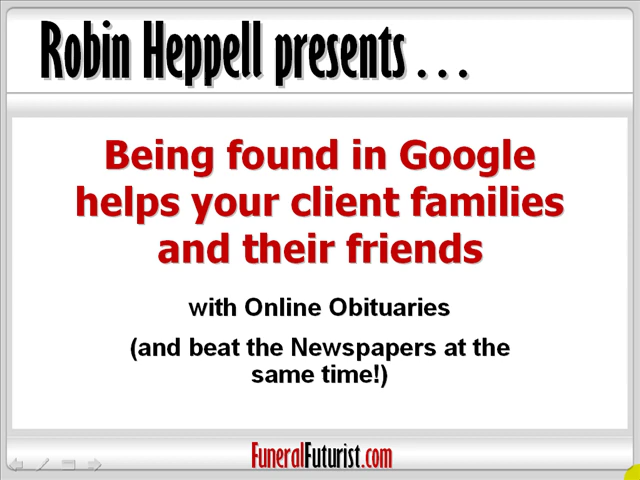 Robin Heppell presents . . .
Being found in Google
helps your client families
and their friends
with Online Obituaries
(and beat the Newspapers at the
same time!)
FuneralFuturist.com